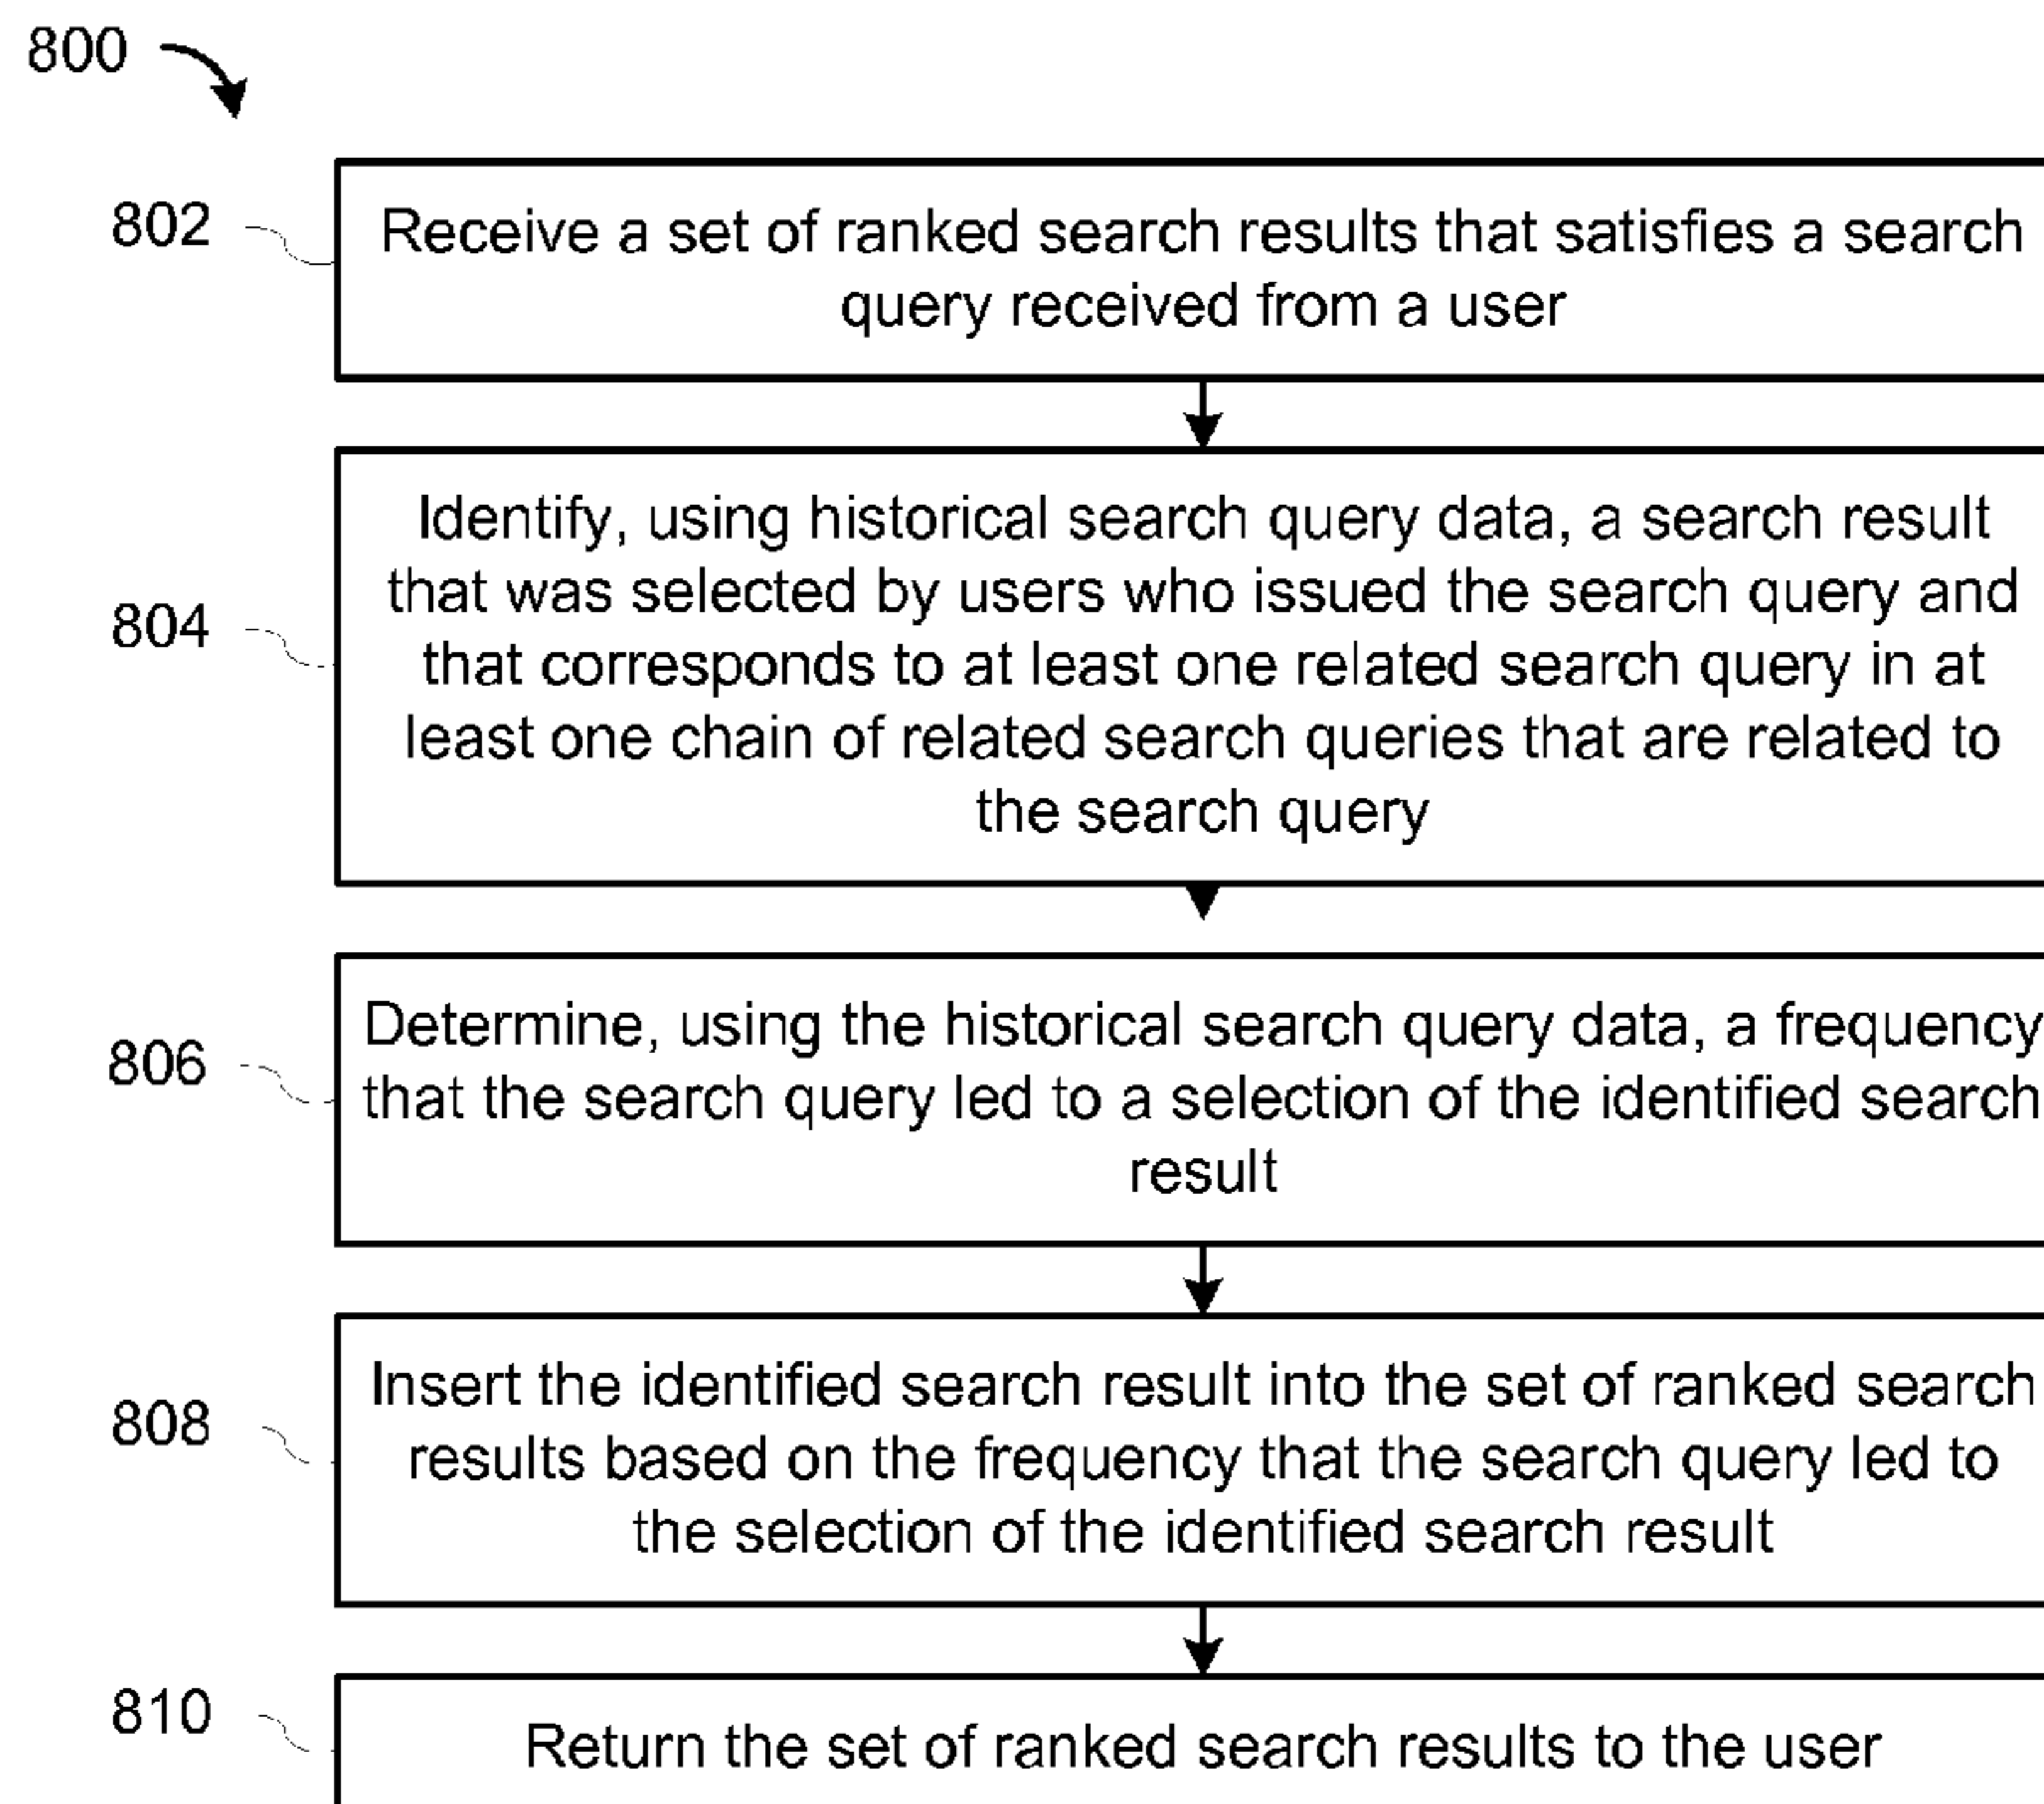 800
802
Receive a set of ranked search results that satisfies a search
query received from a user
804
Identify, using historical search query data, a search result
that was selected by users who issued the search query and
that corresponds to at least one related search query in at
least one chain of related search queries that are related to
the search query
806
Determine, using the historical search query data, a frequency
that the search query led to a selection of the identified search
result
808
Insert the identified search result into the set of ranked search
results based on the frequency that the search query led to
the selection of the identified search result
810
Return the set of ranked search results to the user